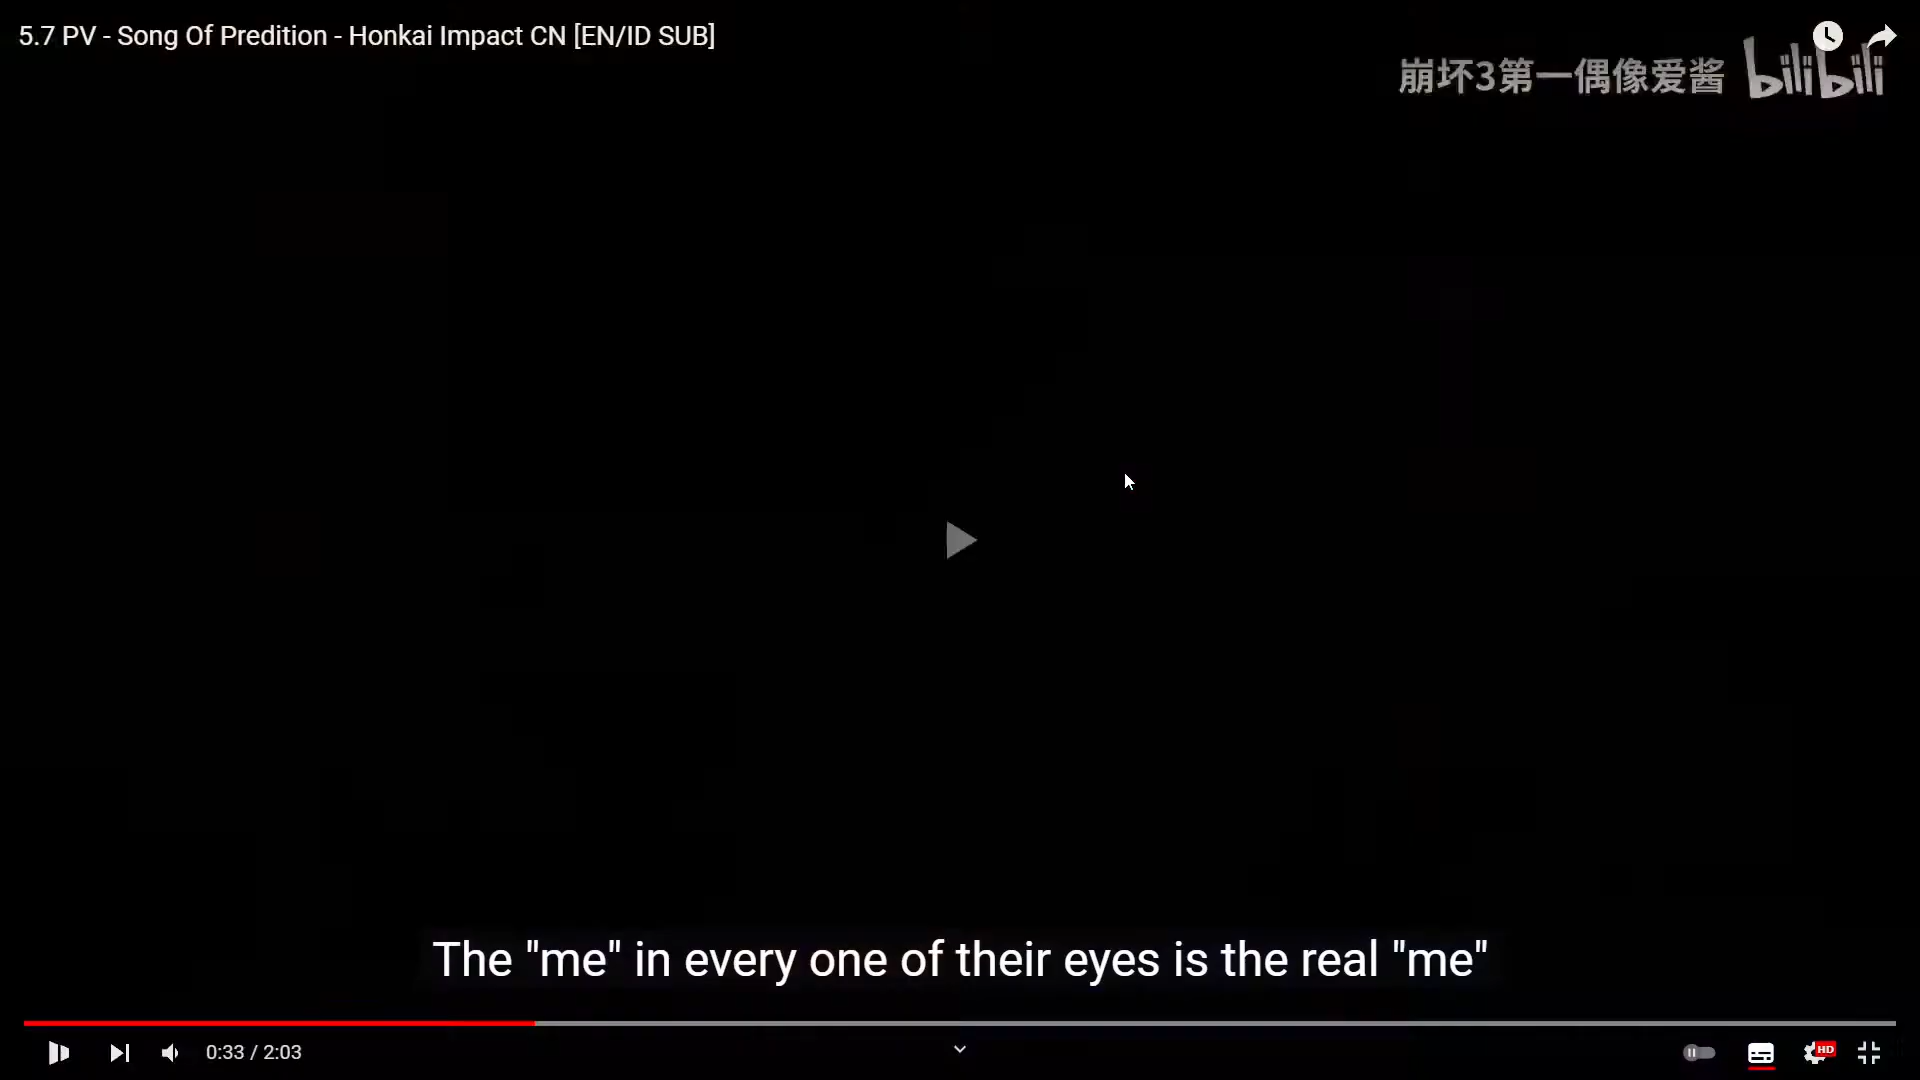 5.7 PV - Song Of Predition - Honkai Impact CN [EN/ID SUB]
崩坏3第一偶像爱酱 bilibili
The "me" in every one of their eyes is the real "me"
0:33 / 2:03
HD